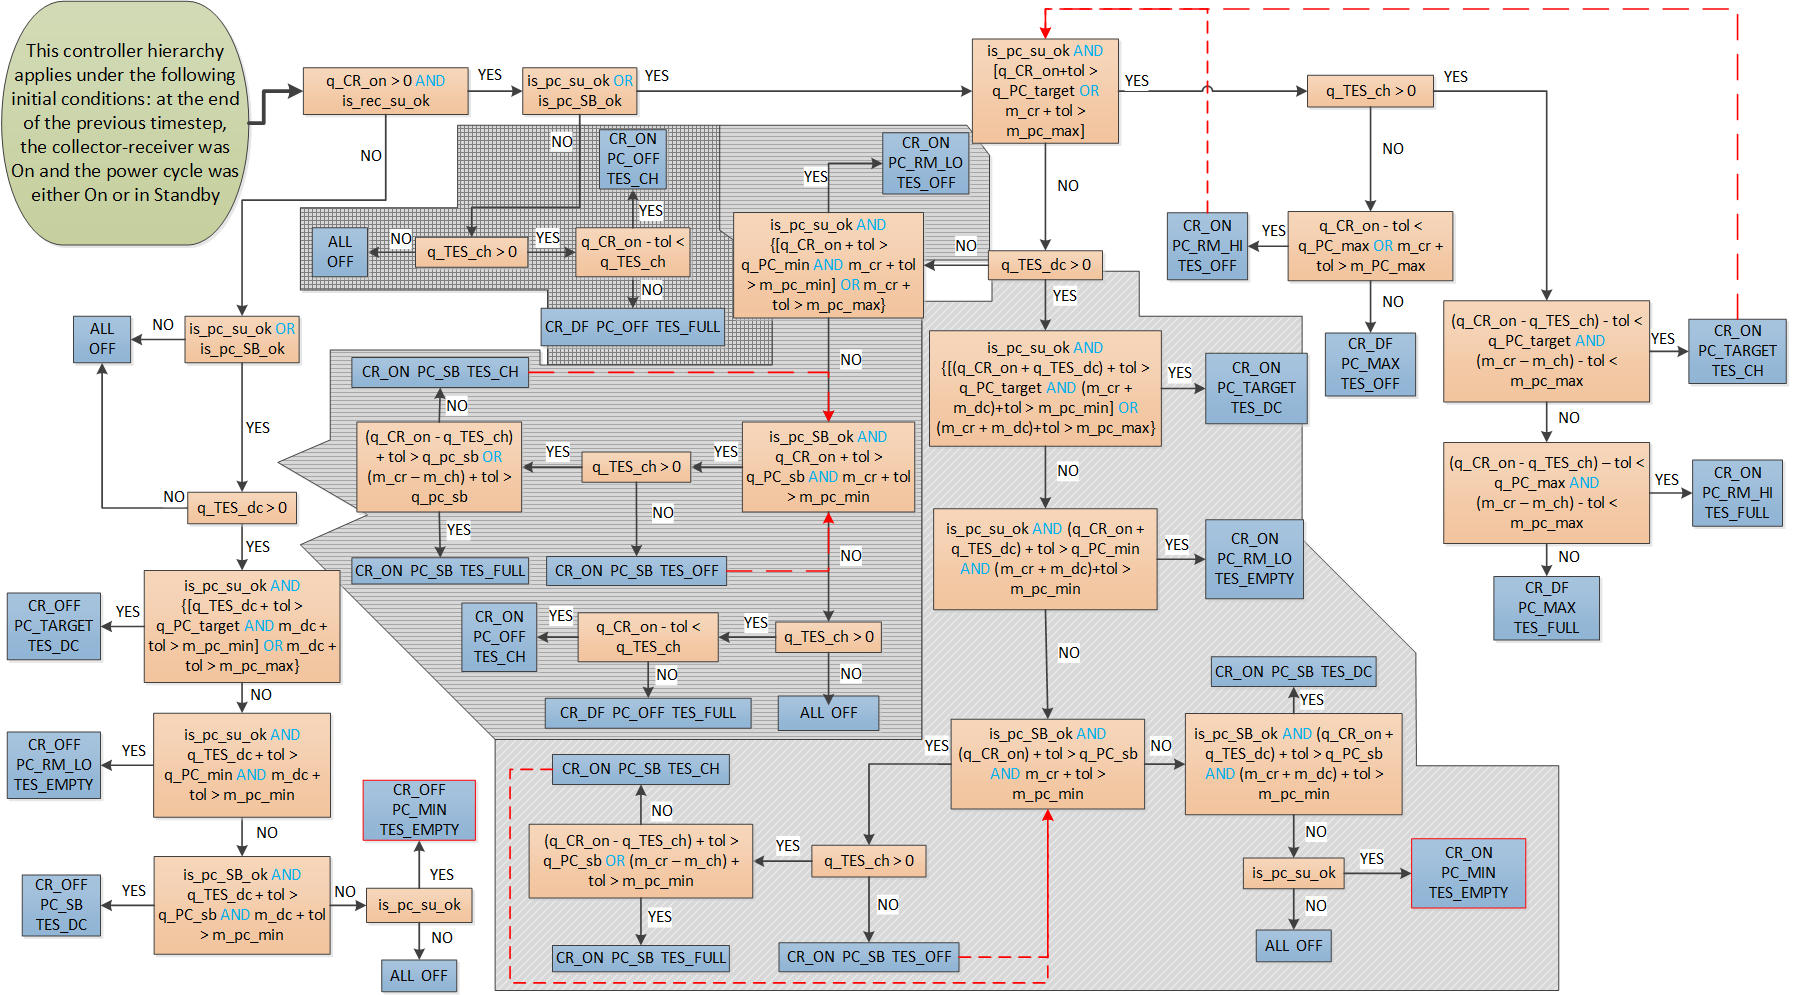 This controller hierarchy
applies under the following
initial conditions: at the end
of the previous timestep,
the collector-receiver was
On and the power cycle was
either On or in Standby
q_CR_on > 0 AND
is_rec_su_ok
YES
is_pc_su_ok OR
is_pc_SB_ok
YES
is_pc_su_ok AND
[q_CR_on+tol >
q_PC_target OR
m_cr + tol >
m_pc_max]
YES
q_TES_ch > 0
YES
NO
NO
NO
NO
CR_ON
PC_OFF
TES_CH
YES
CR_ON
PC_RM_LO
TES_OFF
YES
ALL
OFF
NO
q_TES_ch > 0
YES
q_CR_on - tol <
q_TES_ch
NO
CR_DF PC_OFF TES_FULL
is_pc_su_ok AND
{[q_CR_on + tol >
q_PC_min AND m_cr + tol
> m_pc_min] OR m_cr +
tol > m_pc_max}
NO
NO
q_TES_dc > 0
YES
CR_ON
PC_RM_HI
TES_OFF
YES
q_CR_on - tol <
q_PC_max OR m_cr +
tol > m_PC_max
NO
CR_DF
PC_MAX
TES_OFF
(q_CR_on - q_TES_ch) - tol <
q_PC_target AND
(m_cr – m_ch) - tol <
m_pc_max
YES
CR_ON
PC_TARGET
TES_CH
NO
(q_CR_on - q_TES_ch) – tol <
q_PC_max AND
(m_cr – m_ch) - tol <
m_pc_max
YES
CR_ON
PC_RM_HI
TES_FULL
NO
CR_DF
PC_MAX
TES_FULL
ALL
OFF
NO
is_pc_su_ok OR
is_pc_SB_ok
YES
NO
q_TES_dc > 0
YES
is_pc_su_ok AND
{[q_TES_dc + tol >
q_PC_target AND m_dc +
tol > m_pc_min] OR m_dc +
tol > m_pc_max}
YES
CR_OFF
PC_TARGET
TES_DC
NO
is_pc_su_ok AND
q_TES_dc + tol >
q_PC_min AND m_dc +
tol > m_pc_min
YES
CR_OFF
PC_RM_LO
TES_EMPTY
NO
is_pc_SB_ok AND
q_TES_dc + tol >
q_PC_sb AND m_dc + tol
> m_pc_min
YES
CR_OFF
PC_SB
TES_DC
NO
is_pc_su_ok
YES
CR_OFF
PC_MIN
TES_EMPTY
NO
ALL OFF
CR_ON PC_SB TES_CH
NO
(q_CR_on - q_TES_ch)
+ tol > q_pc_sb OR
(m_cr – m_ch) + tol >
q_pc_sb
YES
CR_ON PC_SB TES_FULL
YES
q_TES_ch > 0
YES
NO
CR_ON PC_SB TES_OFF
is_pc_SB_ok AND
q_CR_on + tol >
q_PC_sb AND m_cr + tol
> m_pc_min
NO
CR_ON
PC_OFF
TES_CH
YES
q_CR_on - tol <
q_TES_ch
YES
q_TES_ch > 0
NO
CR_DF PC_OFF TES_FULL
NO
ALL OFF
is_pc_su_ok AND
{[(q_CR_on + q_TES_dc) + tol >
q_PC_target AND (m_cr +
m_dc)+tol > m_pc_min] OR
(m_cr + m_dc)+tol > m_pc_max}
YES
CR_ON
PC_TARGET
TES_DC
NO
is_pc_su_ok AND (q_CR_on +
q_TES_dc) + tol > q_PC_min
AND (m_cr + m_dc)+tol >
m_pc_min
YES
CR_ON
PC_RM_LO
TES_EMPTY
NO
is_pc_SB_ok AND
(q_CR_on) + tol > q_PC_sb
AND m_cr + tol >
m_pc_min
YES
NO
CR_ON PC_SB TES_DC
YES
is_pc_SB_ok AND (q_CR_on +
q_TES_dc) + tol > q_PC_sb
AND (m_cr + m_dc) + tol >
m_pc_min
NO
is_pc_su_ok
YES
CR_ON
PC_MIN
TES_EMPTY
NO
ALL OFF
CR_ON PC_SB TES_CH
NO
(q_CR_on - q_TES_ch) + tol >
q_PC_sb OR (m_cr – m_ch) +
tol > m_pc_min
YES
q_TES_ch > 0
YES
CR_ON PC_SB TES_FULL
NO
CR_ON PC_SB TES_OFF